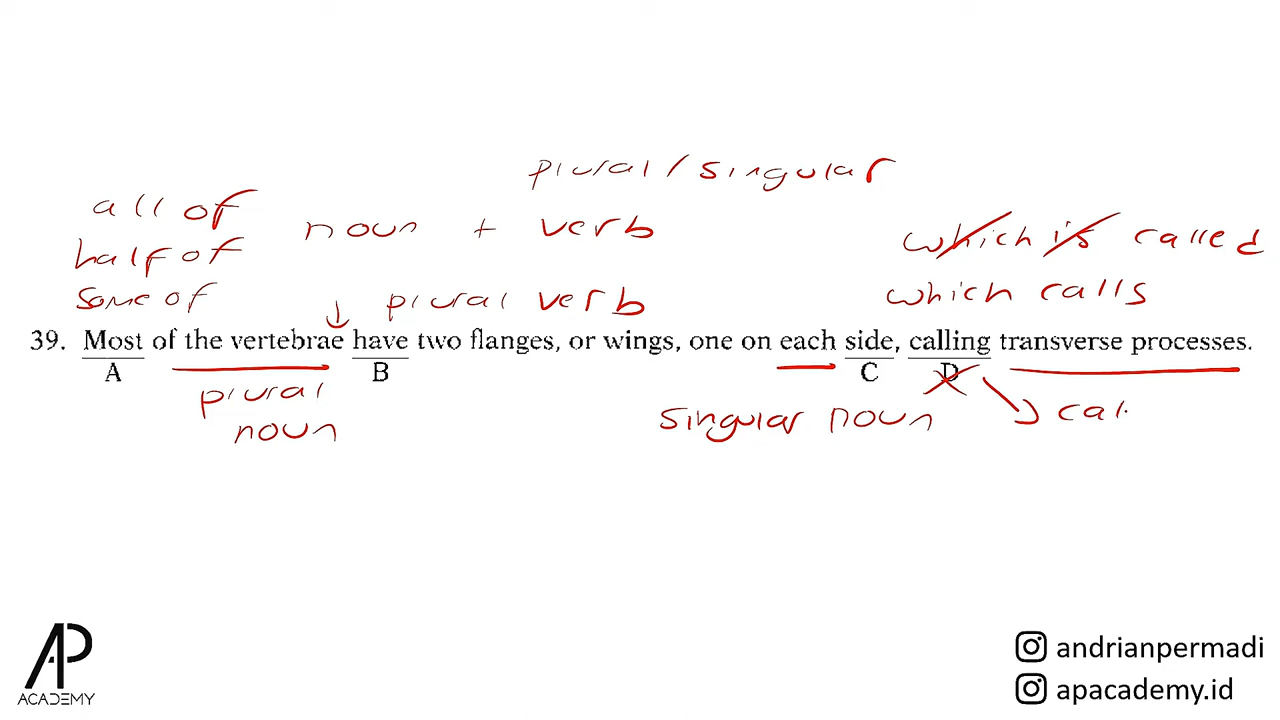 plural / singular
all of
noun + verb
half of
which is called
some of
plural verb
which calls
39. Most of the vertebrae have two flanges, or wings, one on each side, calling transverse processes.
A B C D
plural
noun
singular noun
cal
AP
ACADEMY
andrianpermadi
apacademy.id